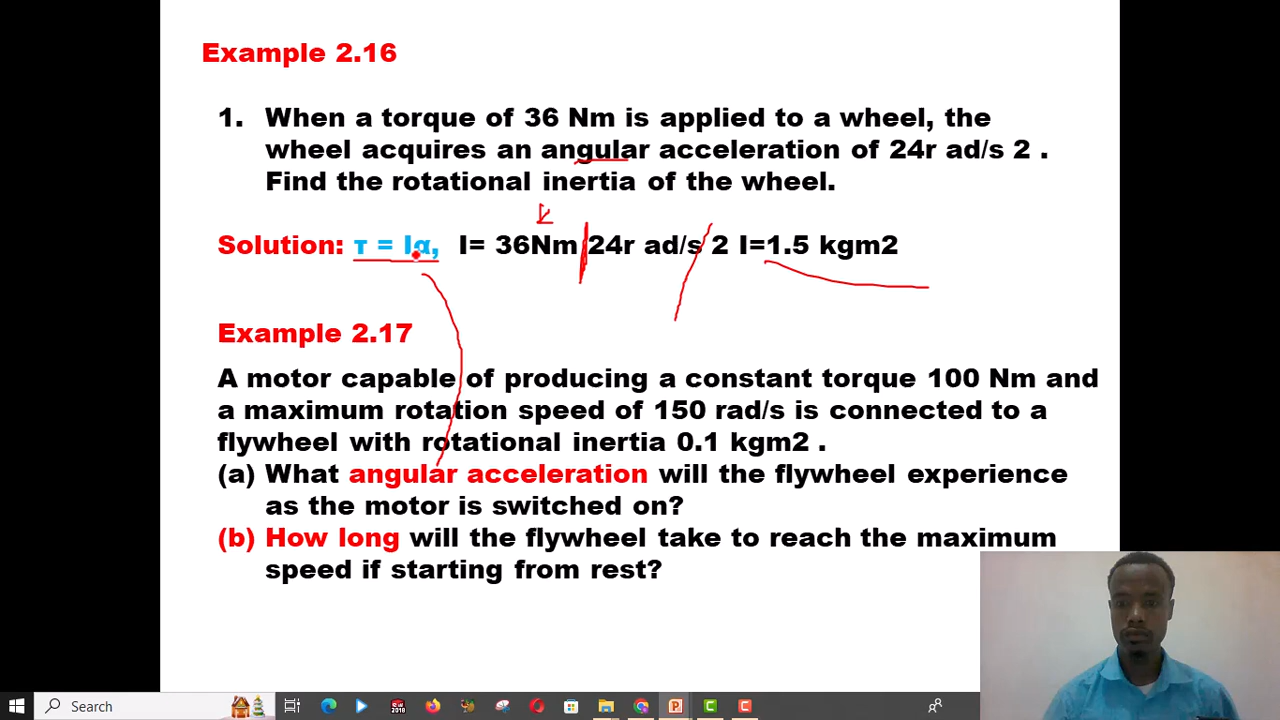 Example 2.16
1. When a torque of 36 Nm is applied to a wheel, the
wheel acquires an angular acceleration of 24r ad/s 2 .
Find the rotational inertia of the wheel.
Solution: τ = Iα, I= 36Nm 24r ad/s 2 I=1.5 kgm2
Example 2.17
A motor capable of producing a constant torque 100 Nm and
a maximum rotation speed of 150 rad/s is connected to a
flywheel with rotational inertia 0.1 kgm2 .
(a) What angular acceleration will the flywheel experience
as the motor is switched on?
(b) How long will the flywheel take to reach the maximum
speed if starting from rest?
Search